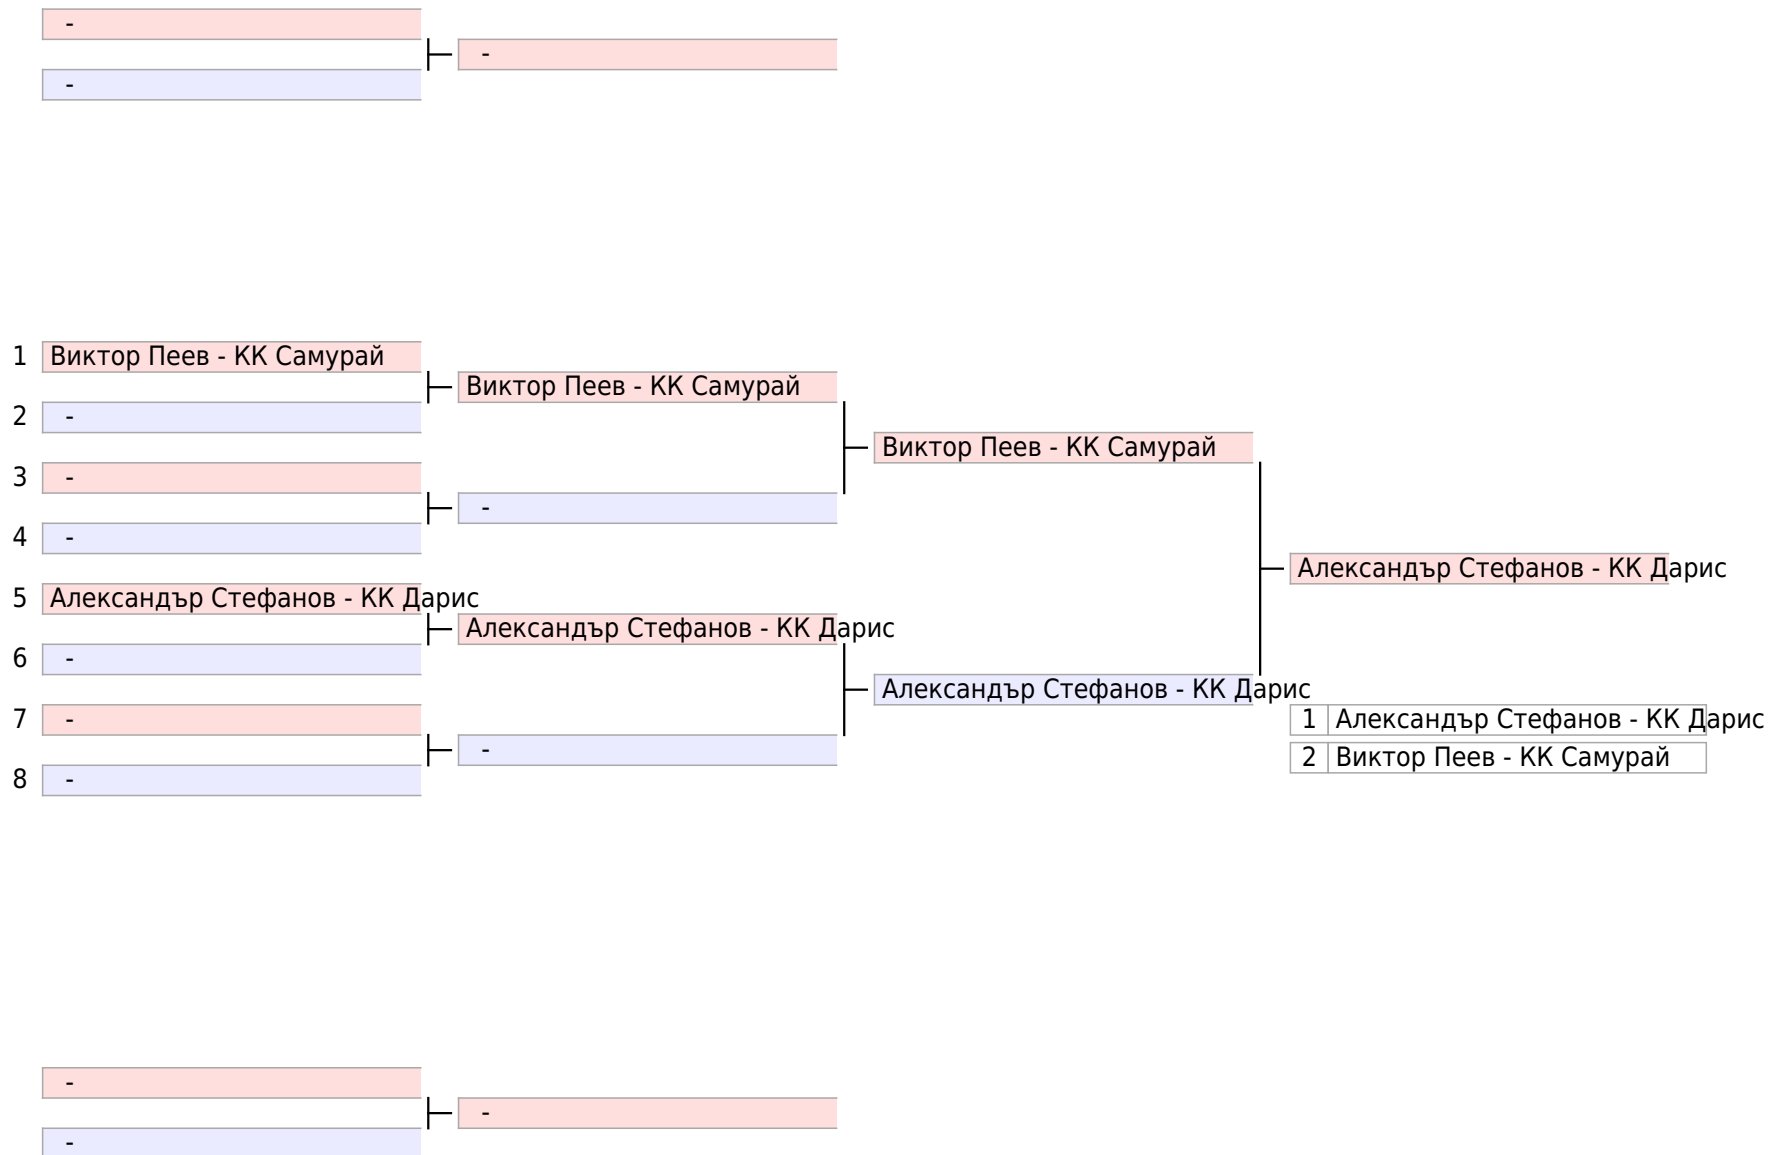 -
-
-
1 Виктор Пеев - КК Самурай
Виктор Пеев - КК Самурай
2 -
Виктор Пеев - КК Самурай
3 -
-
4 -
Александър Стефанов - КК Дарис
5 Александър Стефанов - КК Дарис
Александър Стефанов - КК Дарис
6 -
Александър Стефанов - КК Дарис
7 -
1 Александър Стефанов - КК Дарис
-
2 Виктор Пеев - КК Самурай
8 -
-
-
-